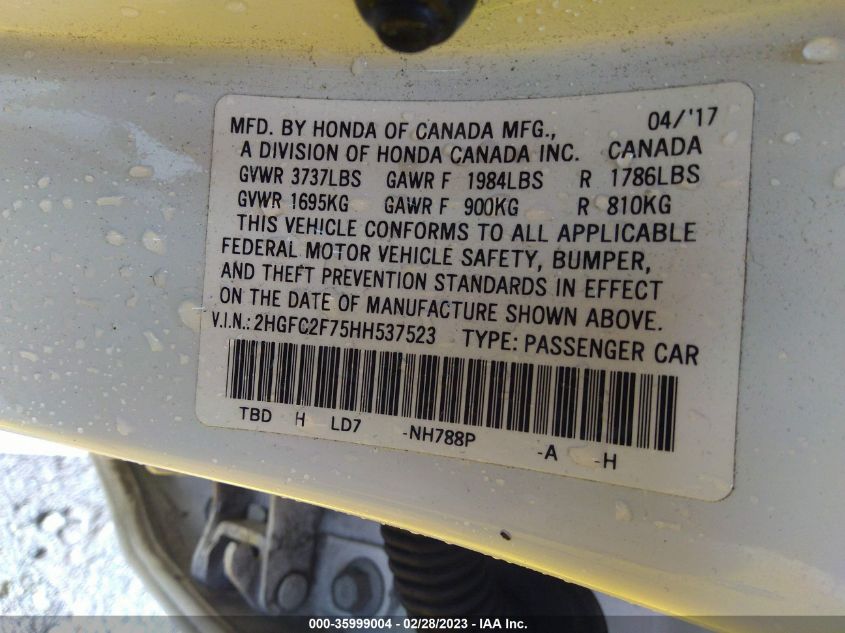 MFD. BY HONDA OF CANADA MFG., 04/'17
A DIVISION OF HONDA CANADA INC. CANADA
GVWR 3737LBS GAWR F 1984LBS R 1786LBS
GVWR 1695KG GAWR F 900KG R 810KG
THIS VEHICLE CONFORMS TO ALL APPLICABLE
FEDERAL MOTOR VEHICLE SAFETY, BUMPER,
AND THEFT PREVENTION STANDARDS IN EFFECT
ON THE DATE OF MANUFACTURE SHOWN ABOVE.
V.I.N.: 2HGFC2F75HH537523 TYPE: PASSENGER CAR
TBD H LD7 -NH788P -A -H
000-35999004 - 02/28/2023 - IAA Inc.